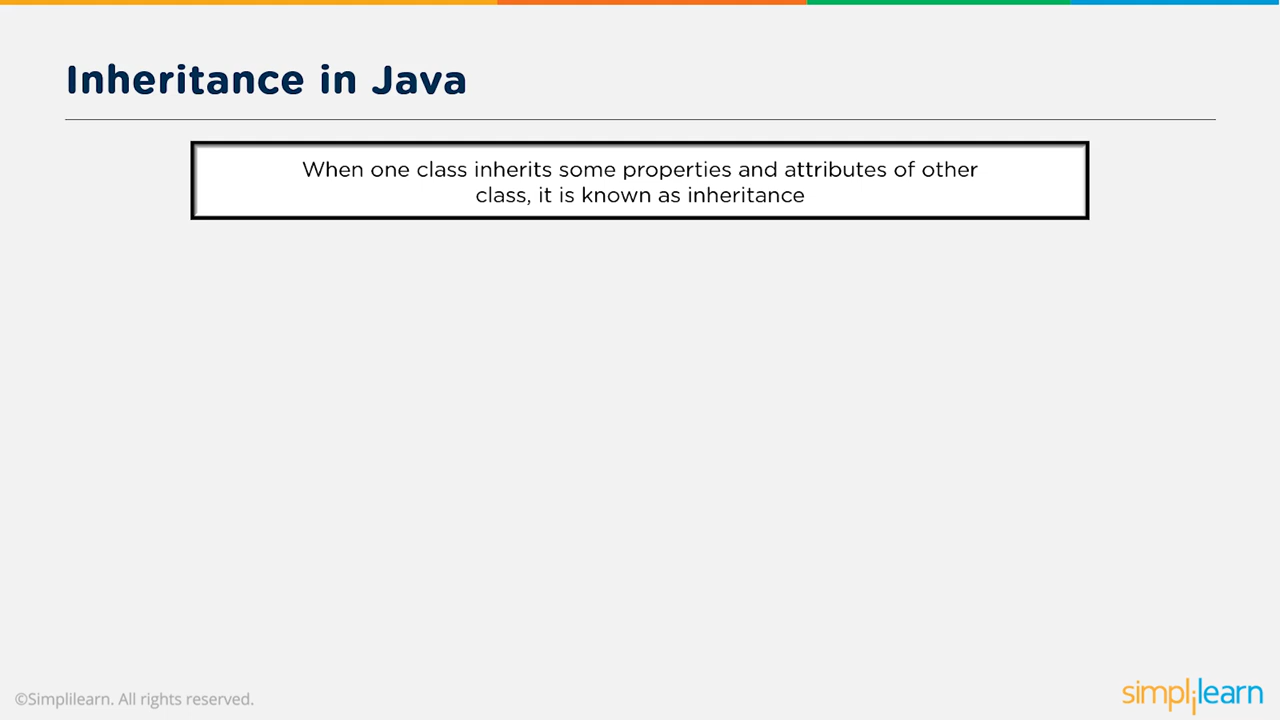 Inheritance in Java
When one class inherits some properties and attributes of other
class, it is known as inheritance
©Simplilearn. All rights reserved.
simplilearn